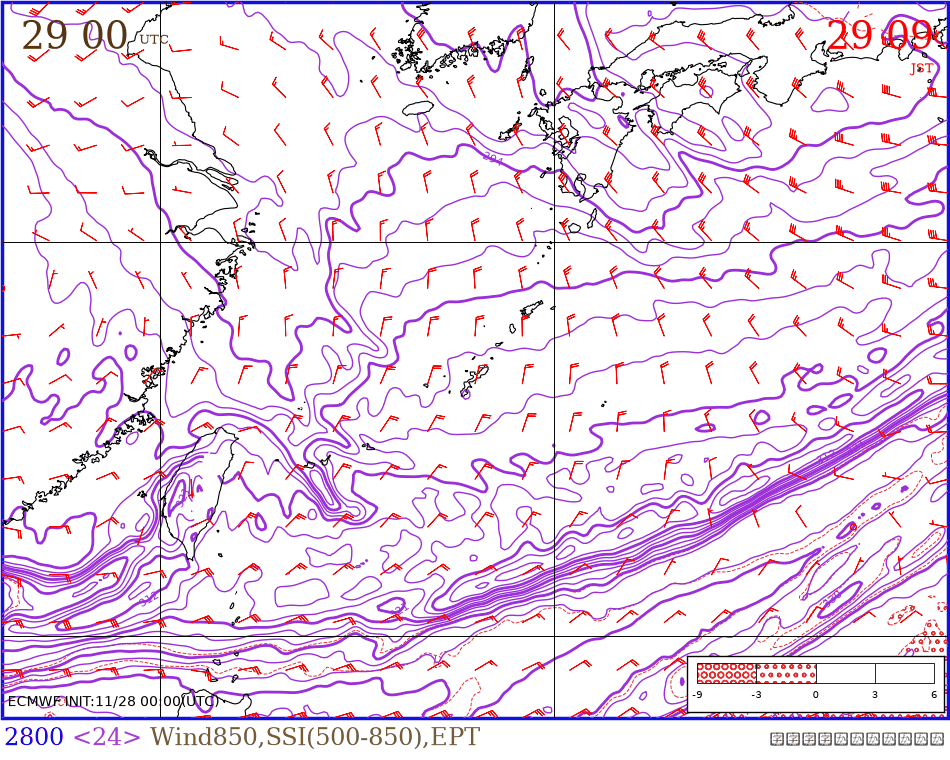 29 00 UTC
29 09
JST
294
ECMWF INIT:11/28 00:00(UTC)
-9 -3 0 3 6
2800 <24> Wind850,SSI(500-850),EPT